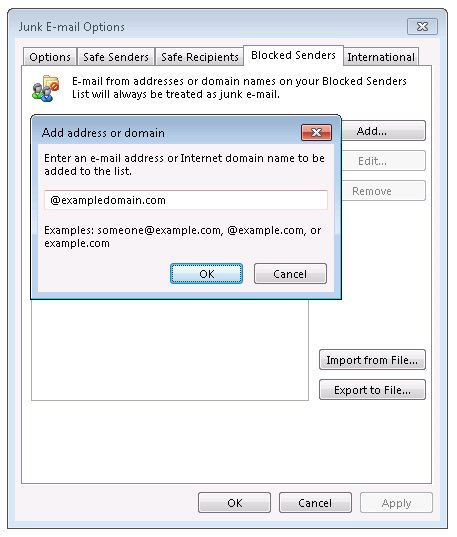 Junk E-mail Options
Options Safe Senders Safe Recipients Blocked Senders International
E-mail from addresses or domain names on your Blocked Senders
List will always be treated as junk e-mail.
Add address or domain
Enter an e-mail address or Internet domain name to be
added to the list.
@exampledomain.com
Examples: someone@example.com, @example.com, or
example.com
OK Cancel
Add...
Edit...
Remove
Import from File...
Export to File...
OK Cancel Apply